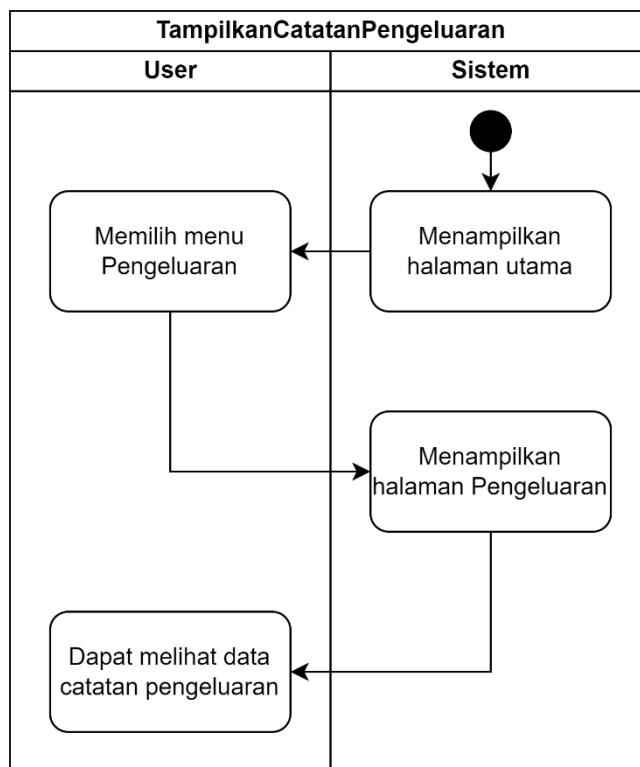 TampilkanCatatanPengeluaran
User
Sistem
Memilih menu
Pengeluaran
Menampilkan
halaman utama
Menampilkan
halaman Pengeluaran
Dapat melihat data
catatan pengeluaran